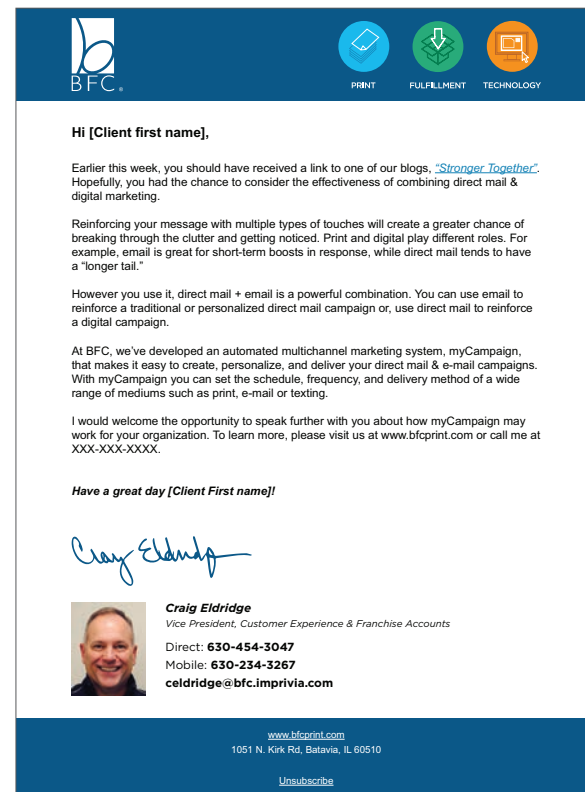 b
BFC®
PRINT
FULFILLMENT
TECHNOLOGY
Hi [Client first name],
Earlier this week, you should have received a link to one of our blogs, “Stronger Together”.
Hopefully, you had the chance to consider the effectiveness of combining direct mail &
digital marketing.
Reinforcing your message with multiple types of touches will create a greater chance of
breaking through the clutter and getting noticed. Print and digital play different roles. For
example, email is great for short-term boosts in response, while direct mail tends to have
a “longer tail.”
However you use it, direct mail + email is a powerful combination. You can use email to
reinforce a traditional or personalized direct mail campaign or, use direct mail to reinforce
a digital campaign.
At BFC, we’ve developed an automated multichannel marketing system, myCampaign,
that makes it easy to create, personalize, and deliver your direct mail & e-mail campaigns.
With myCampaign you can set the schedule, frequency, and delivery method of a wide
range of mediums such as print, e-mail or texting.
I would welcome the opportunity to speak further with you about how myCampaign may
work for your organization. To learn more, please visit us at www.bfcprint.com or call me at
XXX-XXX-XXXX.
Have a great day [Client First name]!
Craig Eldridge
Craig Eldridge
Vice President, Customer Experience & Franchise Accounts
Direct: 630-454-3047
Mobile: 630-234-3267
celdridge@bfc.imprivia.com
www.bfcprint.com
1051 N. Kirk Rd, Batavia, IL 60510
Unsubscribe